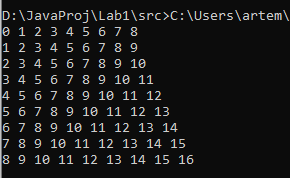 D:\JavaProj\Lab1\src>C:\Users\artem\
0 1 2 3 4 5 6 7 8
1 2 3 4 5 6 7 8 9
2 3 4 5 6 7 8 9 10
3 4 5 6 7 8 9 10 11
4 5 6 7 8 9 10 11 12
5 6 7 8 9 10 11 12 13
6 7 8 9 10 11 12 13 14
7 8 9 10 11 12 13 14 15
8 9 10 11 12 13 14 15 16